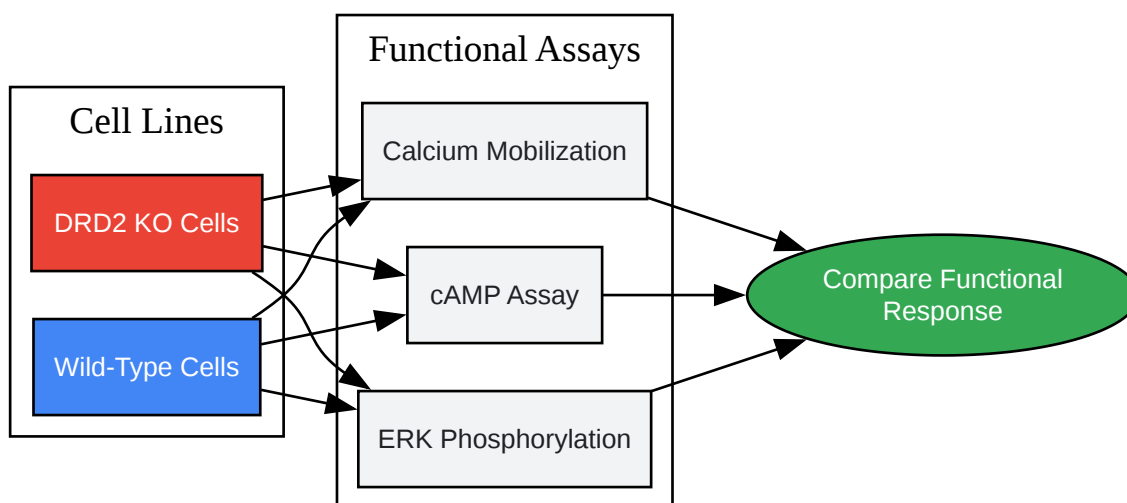 Functional Assays
Cell Lines
Calcium Mobilization
DRD2 KO Cells
cAMP Assay
Compare Functional
Response
Wild-Type Cells
ERK Phosphorylation